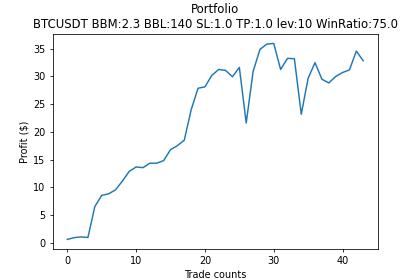 Portfolio
BTCUSDT BBM:2.3 BBL:140 SL:1.0 TP:1.0 lev:10 WinRatio:75.0
Profit ($)
35
30
25
20
15
10
5
0
0 10 20 30 40
Trade counts